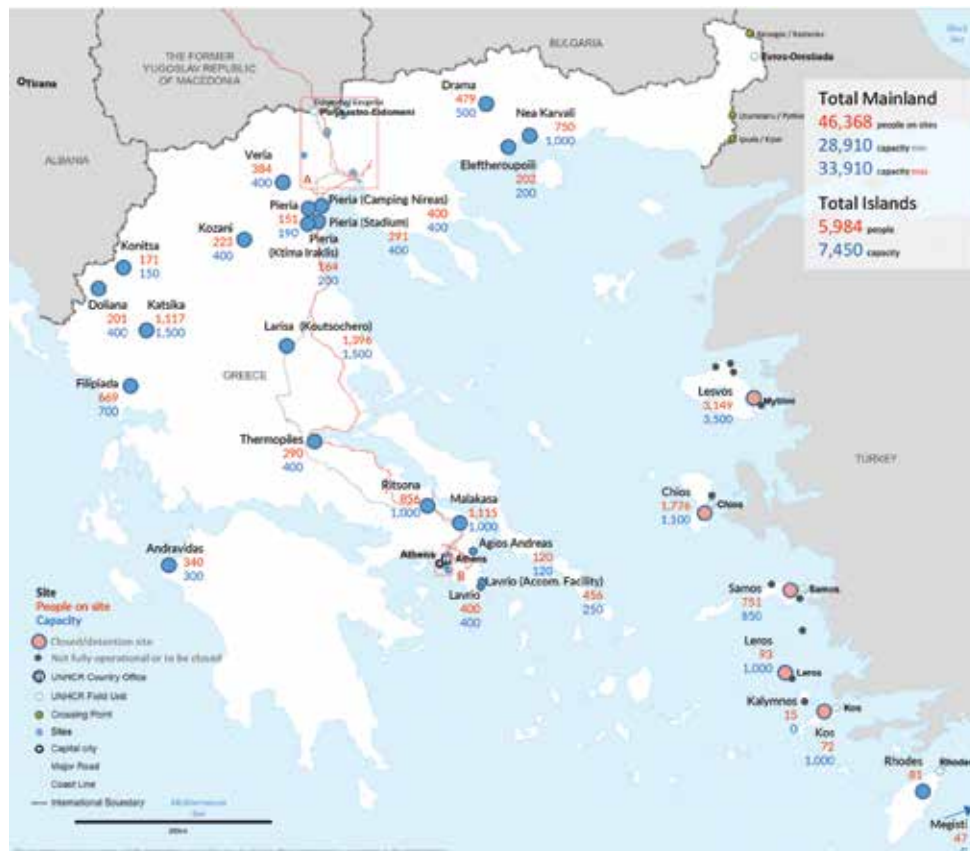 BULGARIA
THE FORMER
YUGOSLAV REPUBLIC
OF MACEDONIA
Tirana
ALBANIA
Evros-Orestiada
Total Mainland
46,368 people on sites
28,910 capacity min
33,910 capacity max
Total Islands
5,984 people
7,450 capacity
Drama
479
500
Nea Karvali
750
1,000
Eleftheroupoili
202
200
Veria
384
400
A
Pieria
151
190
Pieria (Camping Nireas)
400
400
Pieria (Stadium)
291
400
Pieria
(Ktima Iraklis)
164
200
Kozani
223
400
Konitsa
171
150
Doliana
201
400
Katsika
1,117
1,500
Larisa (Koutsochero)
1,396
1,500
GREECE
Filipiada
669
700
Lesvos
3,149
3,500
Thermopiles
290
400
TURKEY
Ritsona
856
1,000
Malakasa
1,115
1,000
Chios
1,776
1,100
Chios
Agios Andreas
120
120
Athens
Athens
B
Andravidas
340
300
Lavrio (Accom. Facility)
456
250
Lavrio
400
400
Samos
751
850
Samos
Leros
93
1,000
Leros
Kalymnos
15
0
Kos
Kos
72
1,000
Rhodes
81
Megisti
47
Site
People on site
Capacity
Closed/detention site
Not fully operational or to be closed
UNHCR Country Office
UNHCR Field Unit
Crossing Point
Sites
Capital city
Major Road
Coast Line
International Boundary